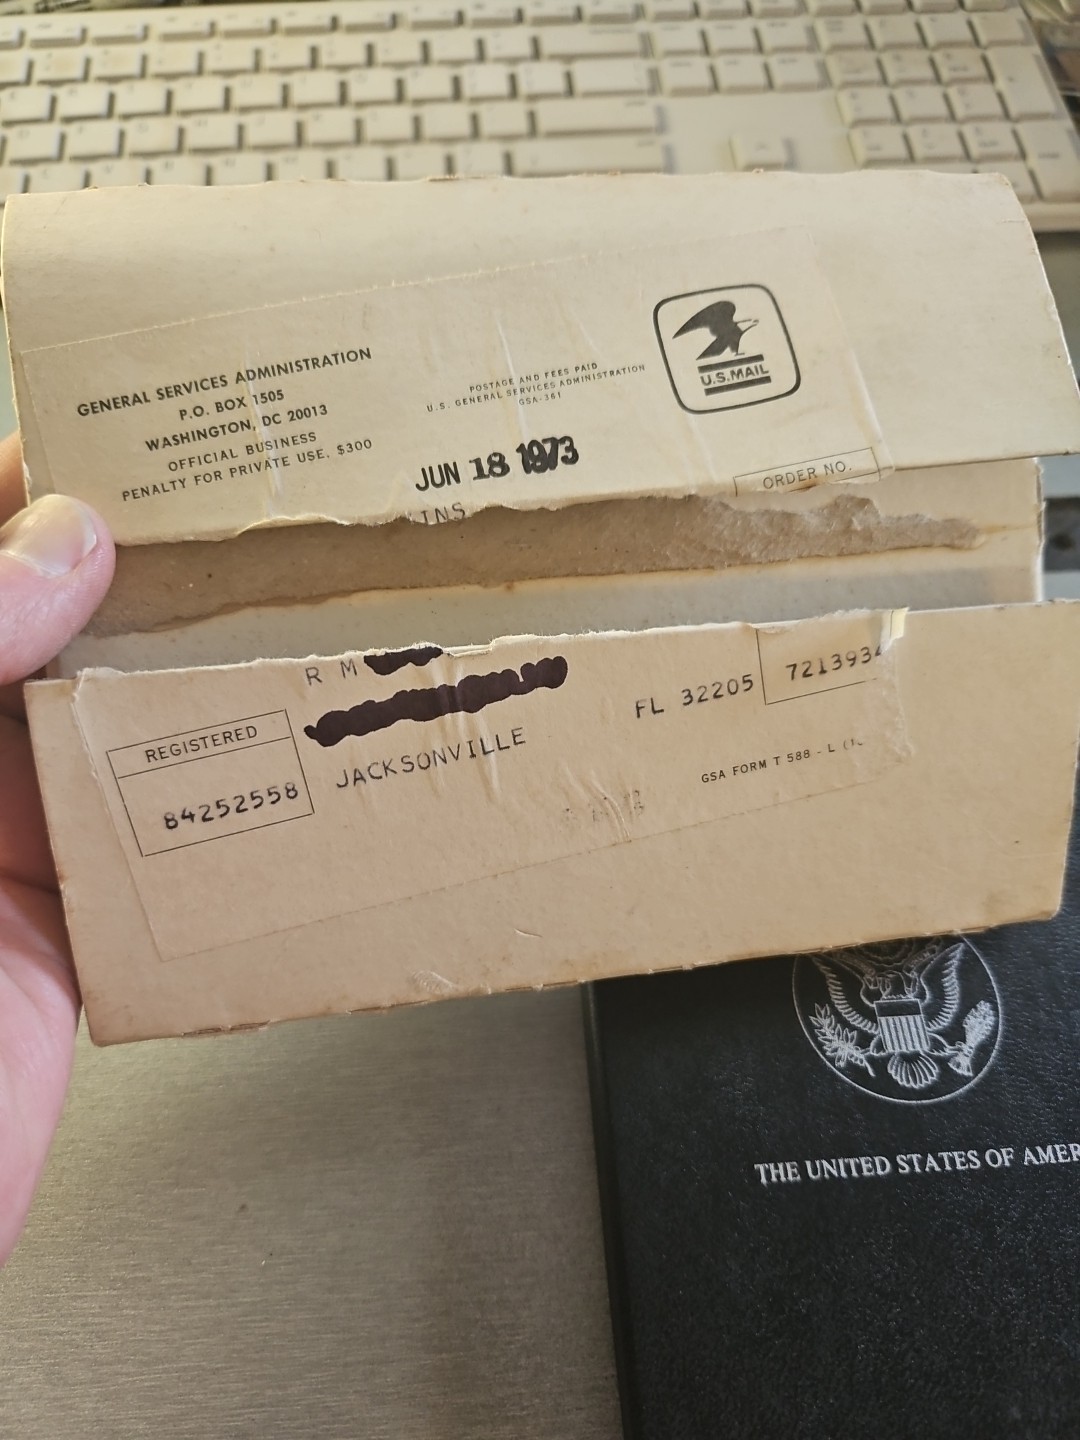 GENERAL SERVICES ADMINISTRATION
P.O. BOX 1505
WASHINGTON, DC 20013
OFFICIAL BUSINESS
PENALTY FOR PRIVATE USE, $300
POSTAGE AND FEES PAID
U.S. GENERAL SERVICES ADMINISTRATION
GSA-361
U.S.MAIL
JUN 18 1973
ORDER NO.
INS
R M
REGISTERED
84252558
JACKSONVILLE
FL 32205
7213934
GSA FORM T 588 - L
THE UNITED STATES OF AMER